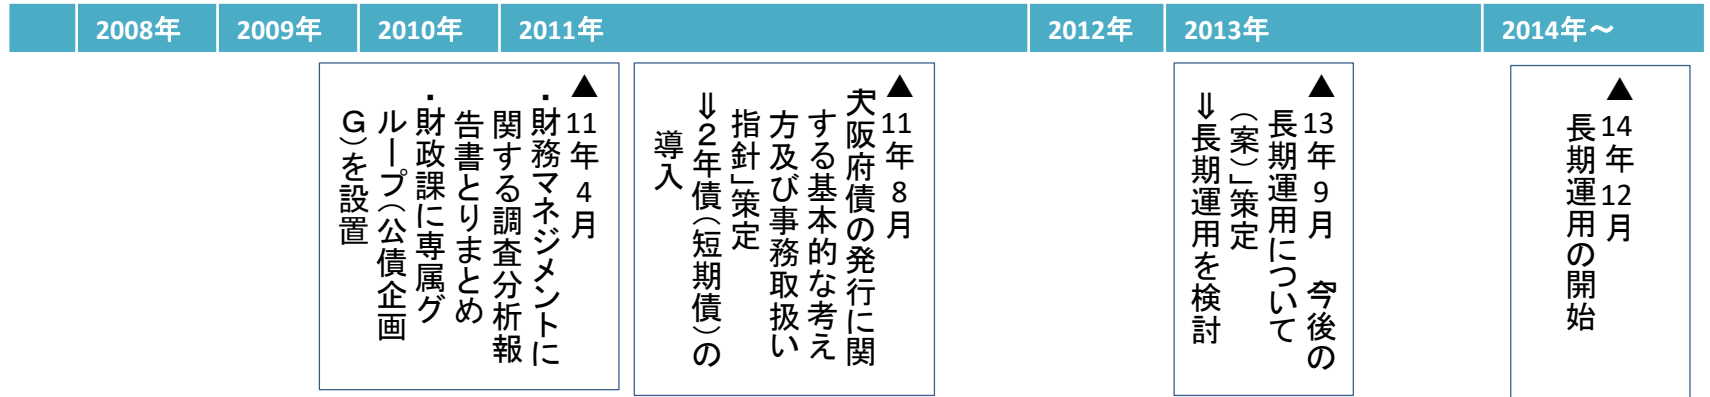 2008年
2009年
2010年
2011年
2012年
2013年
2014年～
▲
11年4月
・財務マネジメントに
関する調査分析報
告書とりまとめ
・財政課に専属グ
ループ（公債企画
G）を設置
▲
11年8月
「大阪府債の発行に関
する基本的な考え
方及び事務取扱い
指針」策定
⇒２年債（短期債）の
導入
▲
13年9月　「今後の
長期運用について
（案）」策定
⇒長期運用を検討
▲
14年12月
長期運用の開始